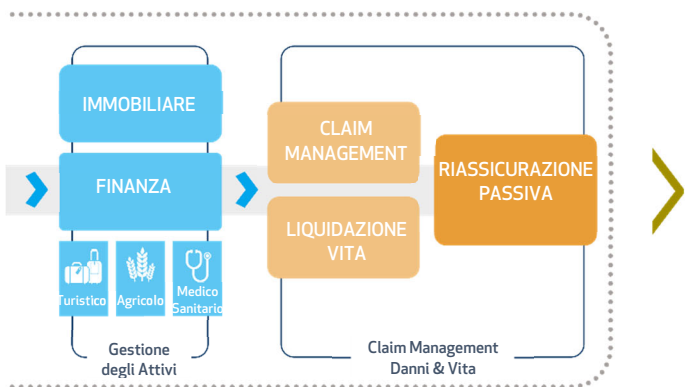 IMMOBILIARE
FINANZA
Turistico
Agricolo
Medico
Sanitario
Gestione
degli Attivi
CLAIM
MANAGEMENT
LIQUIDAZIONE
VITA
RIASSICURAZIONE
PASSIVA
Claim Management
Danni & Vita